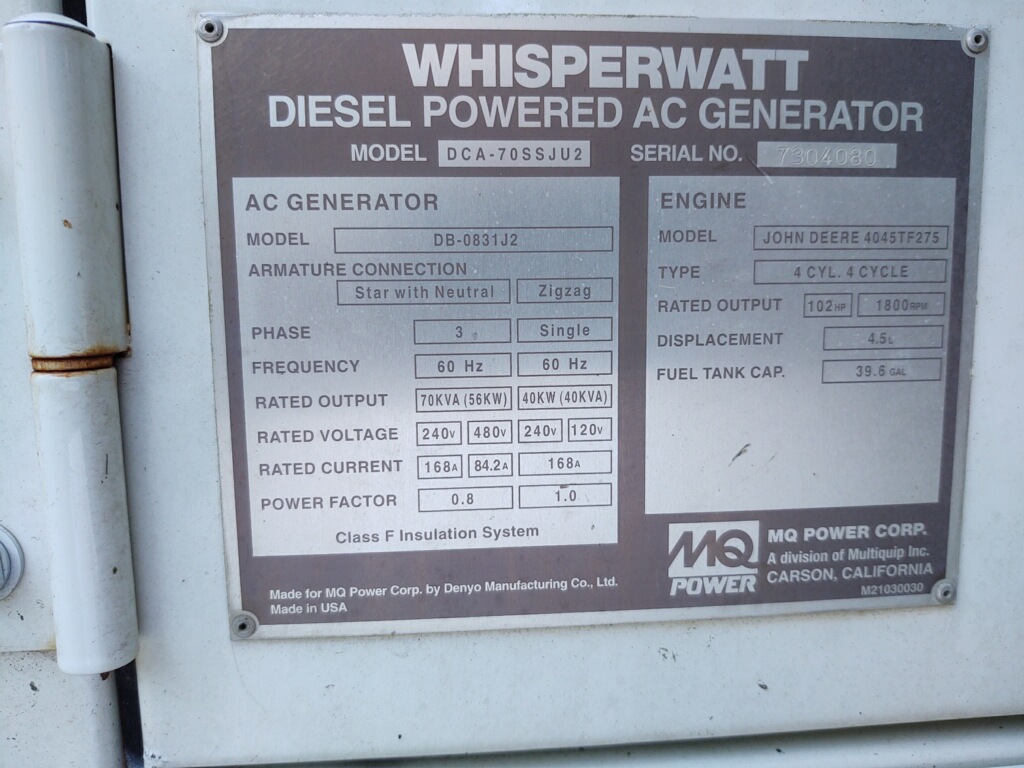 WHISPERWATT
DIESEL POWERED AC GENERATOR
MODEL DCA-70SSJU2 SERIAL NO. 7304080
AC GENERATOR
MODEL DB-0831J2
ARMATURE CONNECTION
Star with Neutral Zigzag
PHASE 3 Single
FREQUENCY 60 Hz 60 Hz
RATED OUTPUT 70KVA (56KW) 40KW (40KVA)
RATED VOLTAGE 240V 480V 240V 120V
RATED CURRENT 168A 84.2A 168A
POWER FACTOR 0.8 1.0
Class F Insulation System
ENGINE
MODEL JOHN DEERE 4045TF275
TYPE 4 CYL. 4 CYCLE
RATED OUTPUT 102HP 1800RPM
DISPLACEMENT 4.5L
FUEL TANK CAP. 39.6 GAL
Made for MQ Power Corp. by Denyo Manufacturing Co., Ltd.
Made in USA
MQ
POWER
MQ POWER CORP.
A division of Multiquip Inc.
CARSON, CALIFORNIA
M21030030